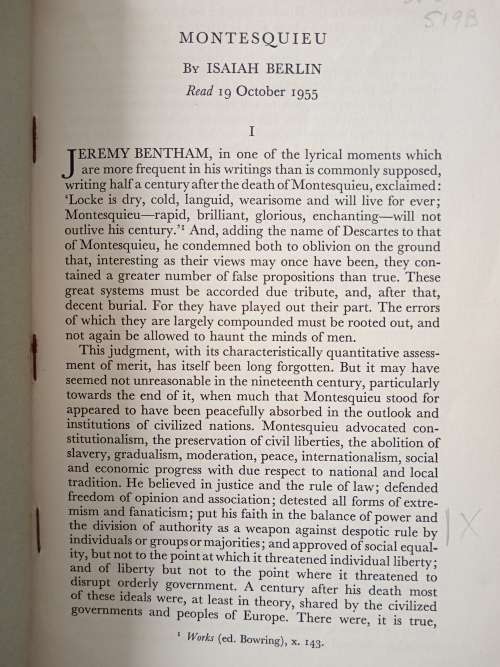 519B
MONTESQUIEU
By ISAIAH BERLIN
Read 19 October 1955
I
JEREMY BENTHAM, in one of the lyrical moments which
are more frequent in his writings than is commonly supposed,
writing half a century after the death of Montesquieu, exclaimed:
‘Locke is dry, cold, languid, wearisome and will live for ever;
Montesquieu—rapid, brilliant, glorious, enchanting—will not
outlive his century.’¹ And, adding the name of Descartes to that
of Montesquieu, he condemned both to oblivion on the ground
that, interesting as their views may once have been, they con-
tained a greater number of false propositions than true. These
great systems must be accorded due tribute, and, after that,
decent burial. For they have played out their part. The errors
of which they are largely compounded must be rooted out, and
not again be allowed to haunt the minds of men.
This judgment, with its characteristically quantitative assess-
ment of merit, has itself been long forgotten. But it may have
seemed not unreasonable in the nineteenth century, particularly
towards the end of it, when much that Montesquieu stood for
appeared to have been peacefully absorbed in the outlook and
institutions of civilized nations. Montesquieu advocated con-
stitutionalism, the preservation of civil liberties, the abolition of
slavery, gradualism, moderation, peace, internationalism, social
and economic progress with due respect to national and local
tradition. He believed in justice and the rule of law; defended
freedom of opinion and association; detested all forms of extre-
mism and fanaticism; put his faith in the balance of power and
the division of authority as a weapon against despotic rule by
individuals or groups or majorities; and approved of social equal-
ity, but not to the point at which it threatened individual liberty;
and of liberty but not to the point where it threatened to
disrupt orderly government. A century after his death most
of these ideals were, at least in theory, shared by the civilized
governments and peoples of Europe. There were, it is true,
¹ Works (ed. Bowring), x. 143.
X